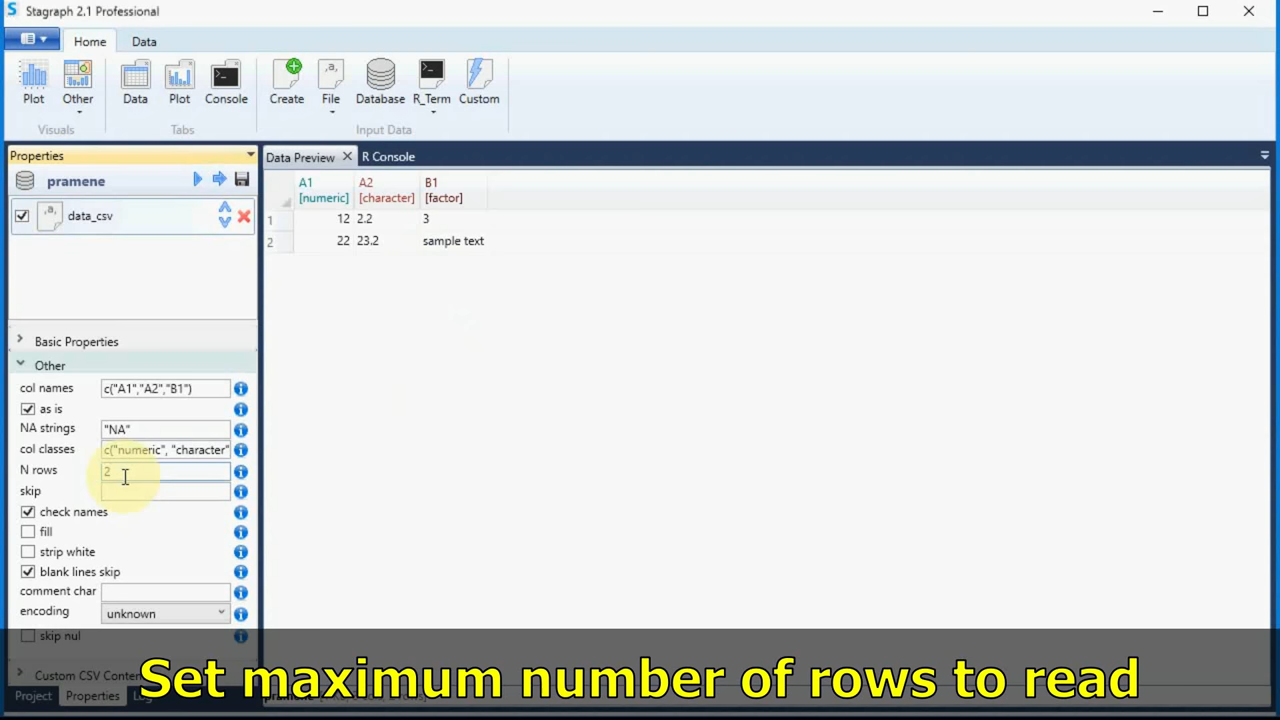 S Stagraph 2.1 Professional
Home Data
Plot Other Data Plot Console Create File Database R_Term Custom
Visuals Tabs Input Data
Properties
Data Preview R Console
pramene
data_csv
A1 A2 B1
[numeric] [character] [factor]
1 12 2.2 3
2 22 23.2 sample text
Basic Properties
Other
col names c("A1","A2","B1")
as is
NA strings "NA"
col classes c("numeric", "character"
N rows 2
skip
check names
fill
strip white
blank lines skip
comment char
encoding unknown
skip nul
Custom CSV Conten
Set maximum number of rows to read
Project Properties